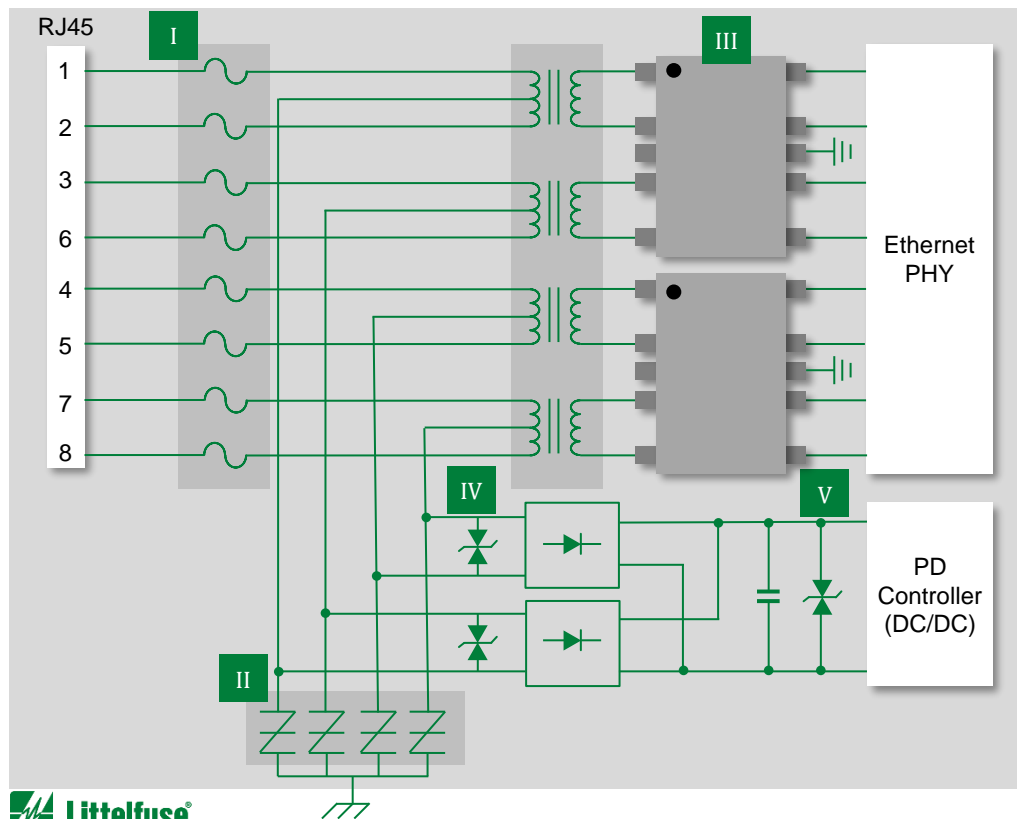 RJ45
I
III
1
2
3
6
4
5
7
8
Ethernet
PHY
IV
V
PD
Controller
(DC/DC)
II
Littelfuse®